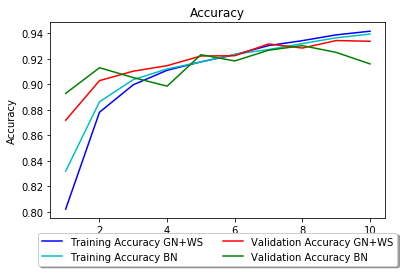 Accuracy
0.94
0.92
0.90
0.88
0.86
0.84
0.82
0.80
Accuracy
2
4
6
8
10
Training Accuracy GN+WS
Training Accuracy BN
Validation Accuracy GN+WS
Validation Accuracy BN